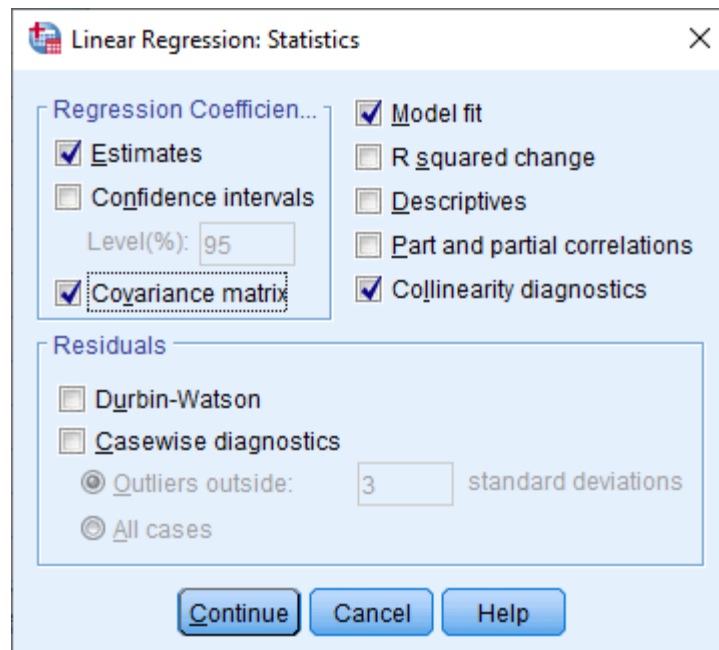 Linear Regression: Statistics
Regression Coefficien...
Estimates
Confidence intervals
Level(%): 95
Covariance matrix
Model fit
R squared change
Descriptives
Part and partial correlations
Collinearity diagnostics
Residuals
Durbin-Watson
Casewise diagnostics
Outliers outside: 3 standard deviations
All cases
Continue Cancel Help